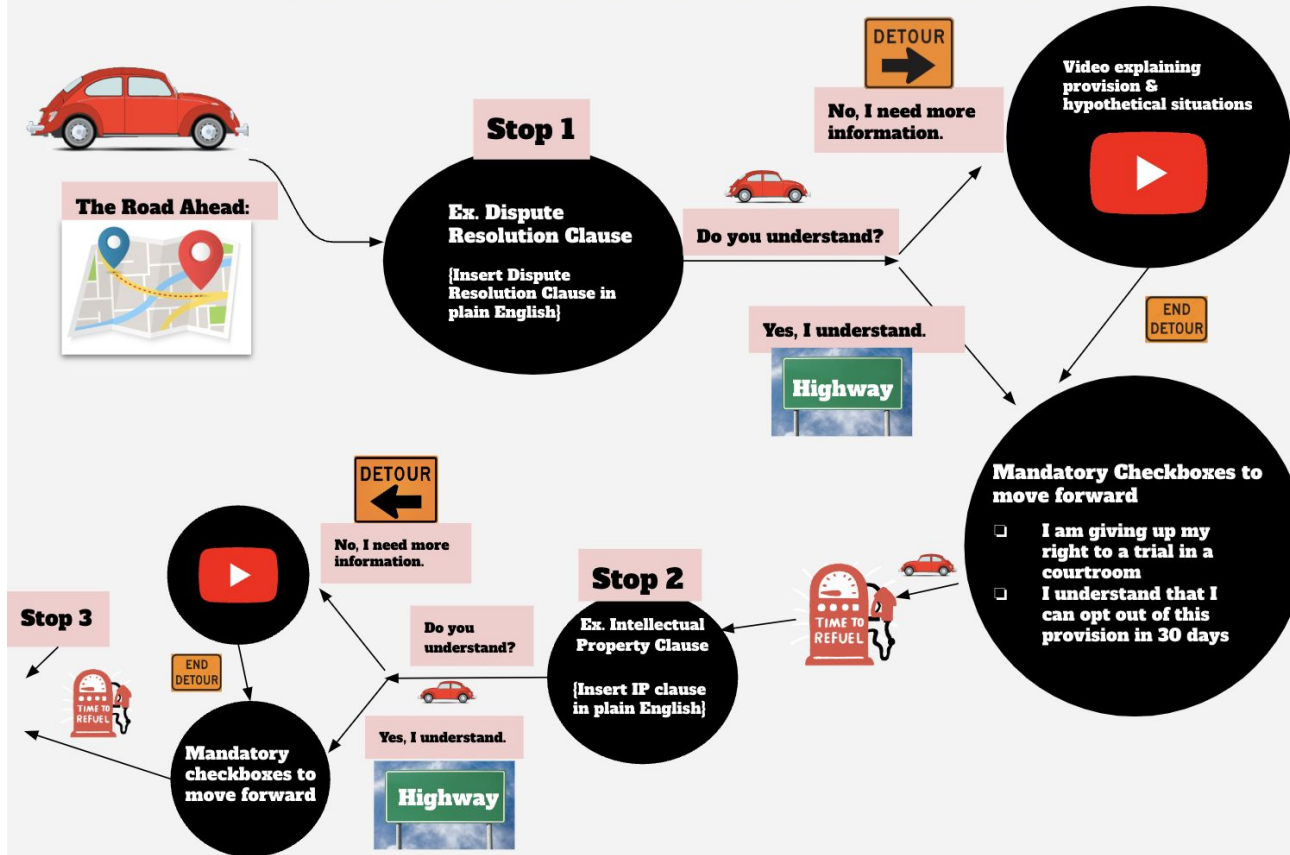 The Road Ahead:
Stop 1
Ex. Dispute
Resolution Clause
{Insert Dispute
Resolution Clause in
plain English}
Do you understand?
DETOUR
No, I need more
information.
Video explaining
provision &
hypothetical situations
END
DETOUR
Yes, I understand.
Highway
Mandatory Checkboxes to
move forward
I am giving up my
right to a trial in a
courtroom
I understand that I
can opt out of this
provision in 30 days
TIME TO
REFUEL
Stop 2
Ex. Intellectual
Property Clause
{Insert IP clause
in plain English}
Do you
understand?
DETOUR
No, I need more
information.
END
DETOUR
Yes, I understand.
Highway
Mandatory
checkboxes to
move forward
TIME TO
REFUEL
Stop 3